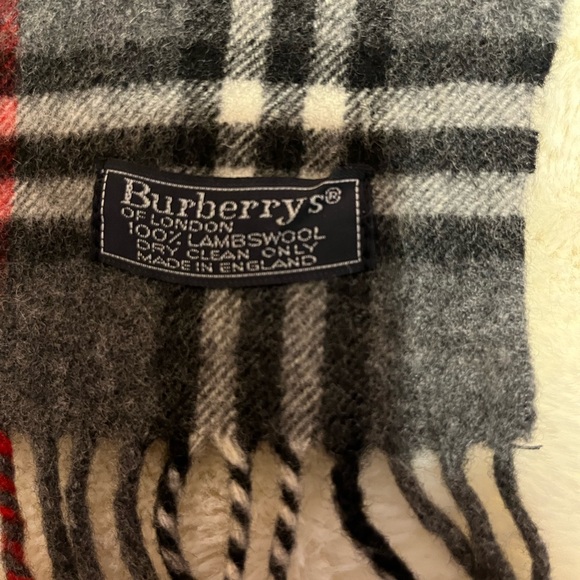 Burberrys®
OF LONDON
100% LAMBSWOOL
DRY CLEAN ONLY
MADE IN ENGLAND